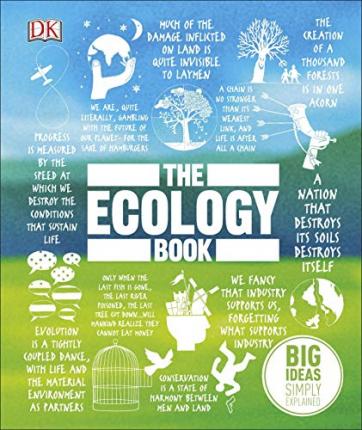 DK
MUCH OF THE
DAMAGE INFLICTED
ON LAND IS
QUITE INVISIBLE
TO LAYMEN
THE
CREATION
OF A
THOUSAND
FORESTS
IS IN ONE
ACORN
WE ARE, QUITE
LITERALLY, GAMBLING
WITH THE FUTURE OF
OUR PLANET- FOR THE
SAKE OF HAMBURGERS
A CHAIN IS
NO STRONGER
THAN ITS
WEAKEST
LINK, AND
LIFE IS AFTER
ALL A CHAIN
PROGRESS
IS MEASURED
BY THE
SPEED AT
WHICH WE
DESTROY THE
CONDITIONS
THAT SUSTAIN
LIFE
THE
ECOLOGY
BOOK
A
NATION
THAT
DESTROYS
ITS SOILS
DESTROYS
ITSELF
ONLY WHEN THE
LAST FISH IS GONE,
THE LAST RIVER
POISONED, THE LAST
TREE CUT DOWN...WILL
MANKIND REALIZE THEY
CANNOT EAT MONEY
WE FANCY
THAT INDUSTRY
SUPPORTS US,
FORGETTING
WHAT SUPPORTS
INDUSTRY
EVOLUTION
IS A TIGHTLY
COUPLED DANCE,
WITH LIFE AND
THE MATERIAL
ENVIRONMENT
AS PARTNERS
CONSERVATION IS A
STATE OF HARMONY
BETWEEN MEN
AND LAND
BIG
IDEAS
SIMPLY
EXPLAINED